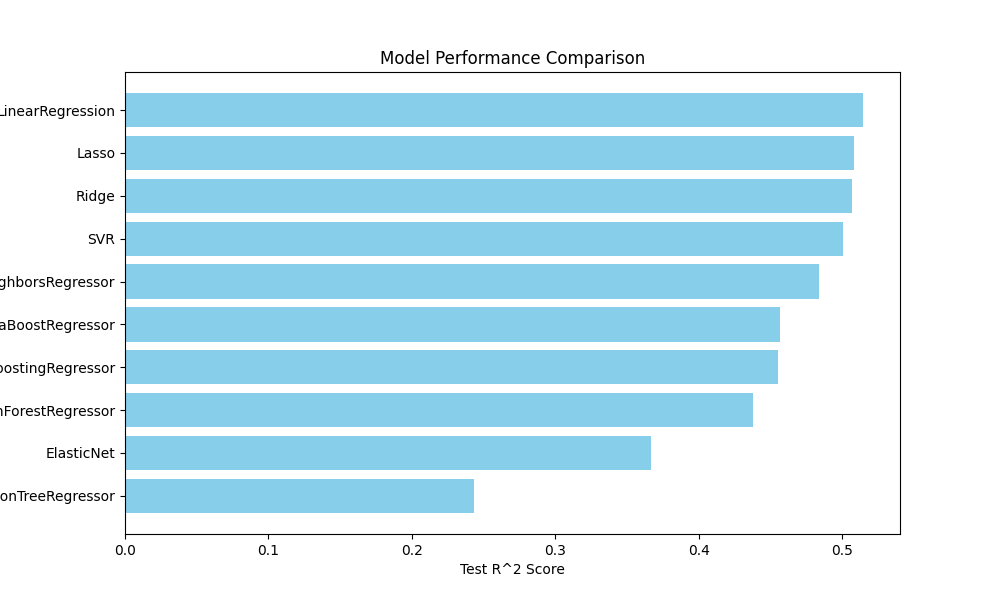 Model Performance Comparison
LinearRegression
Lasso
Ridge
SVR
ghborsRegressor
aBoostRegressor
oostingRegressor
nForestRegressor
ElasticNet
onTreeRegressor
0.0 0.1 0.2 0.3 0.4 0.5
Test R^2 Score